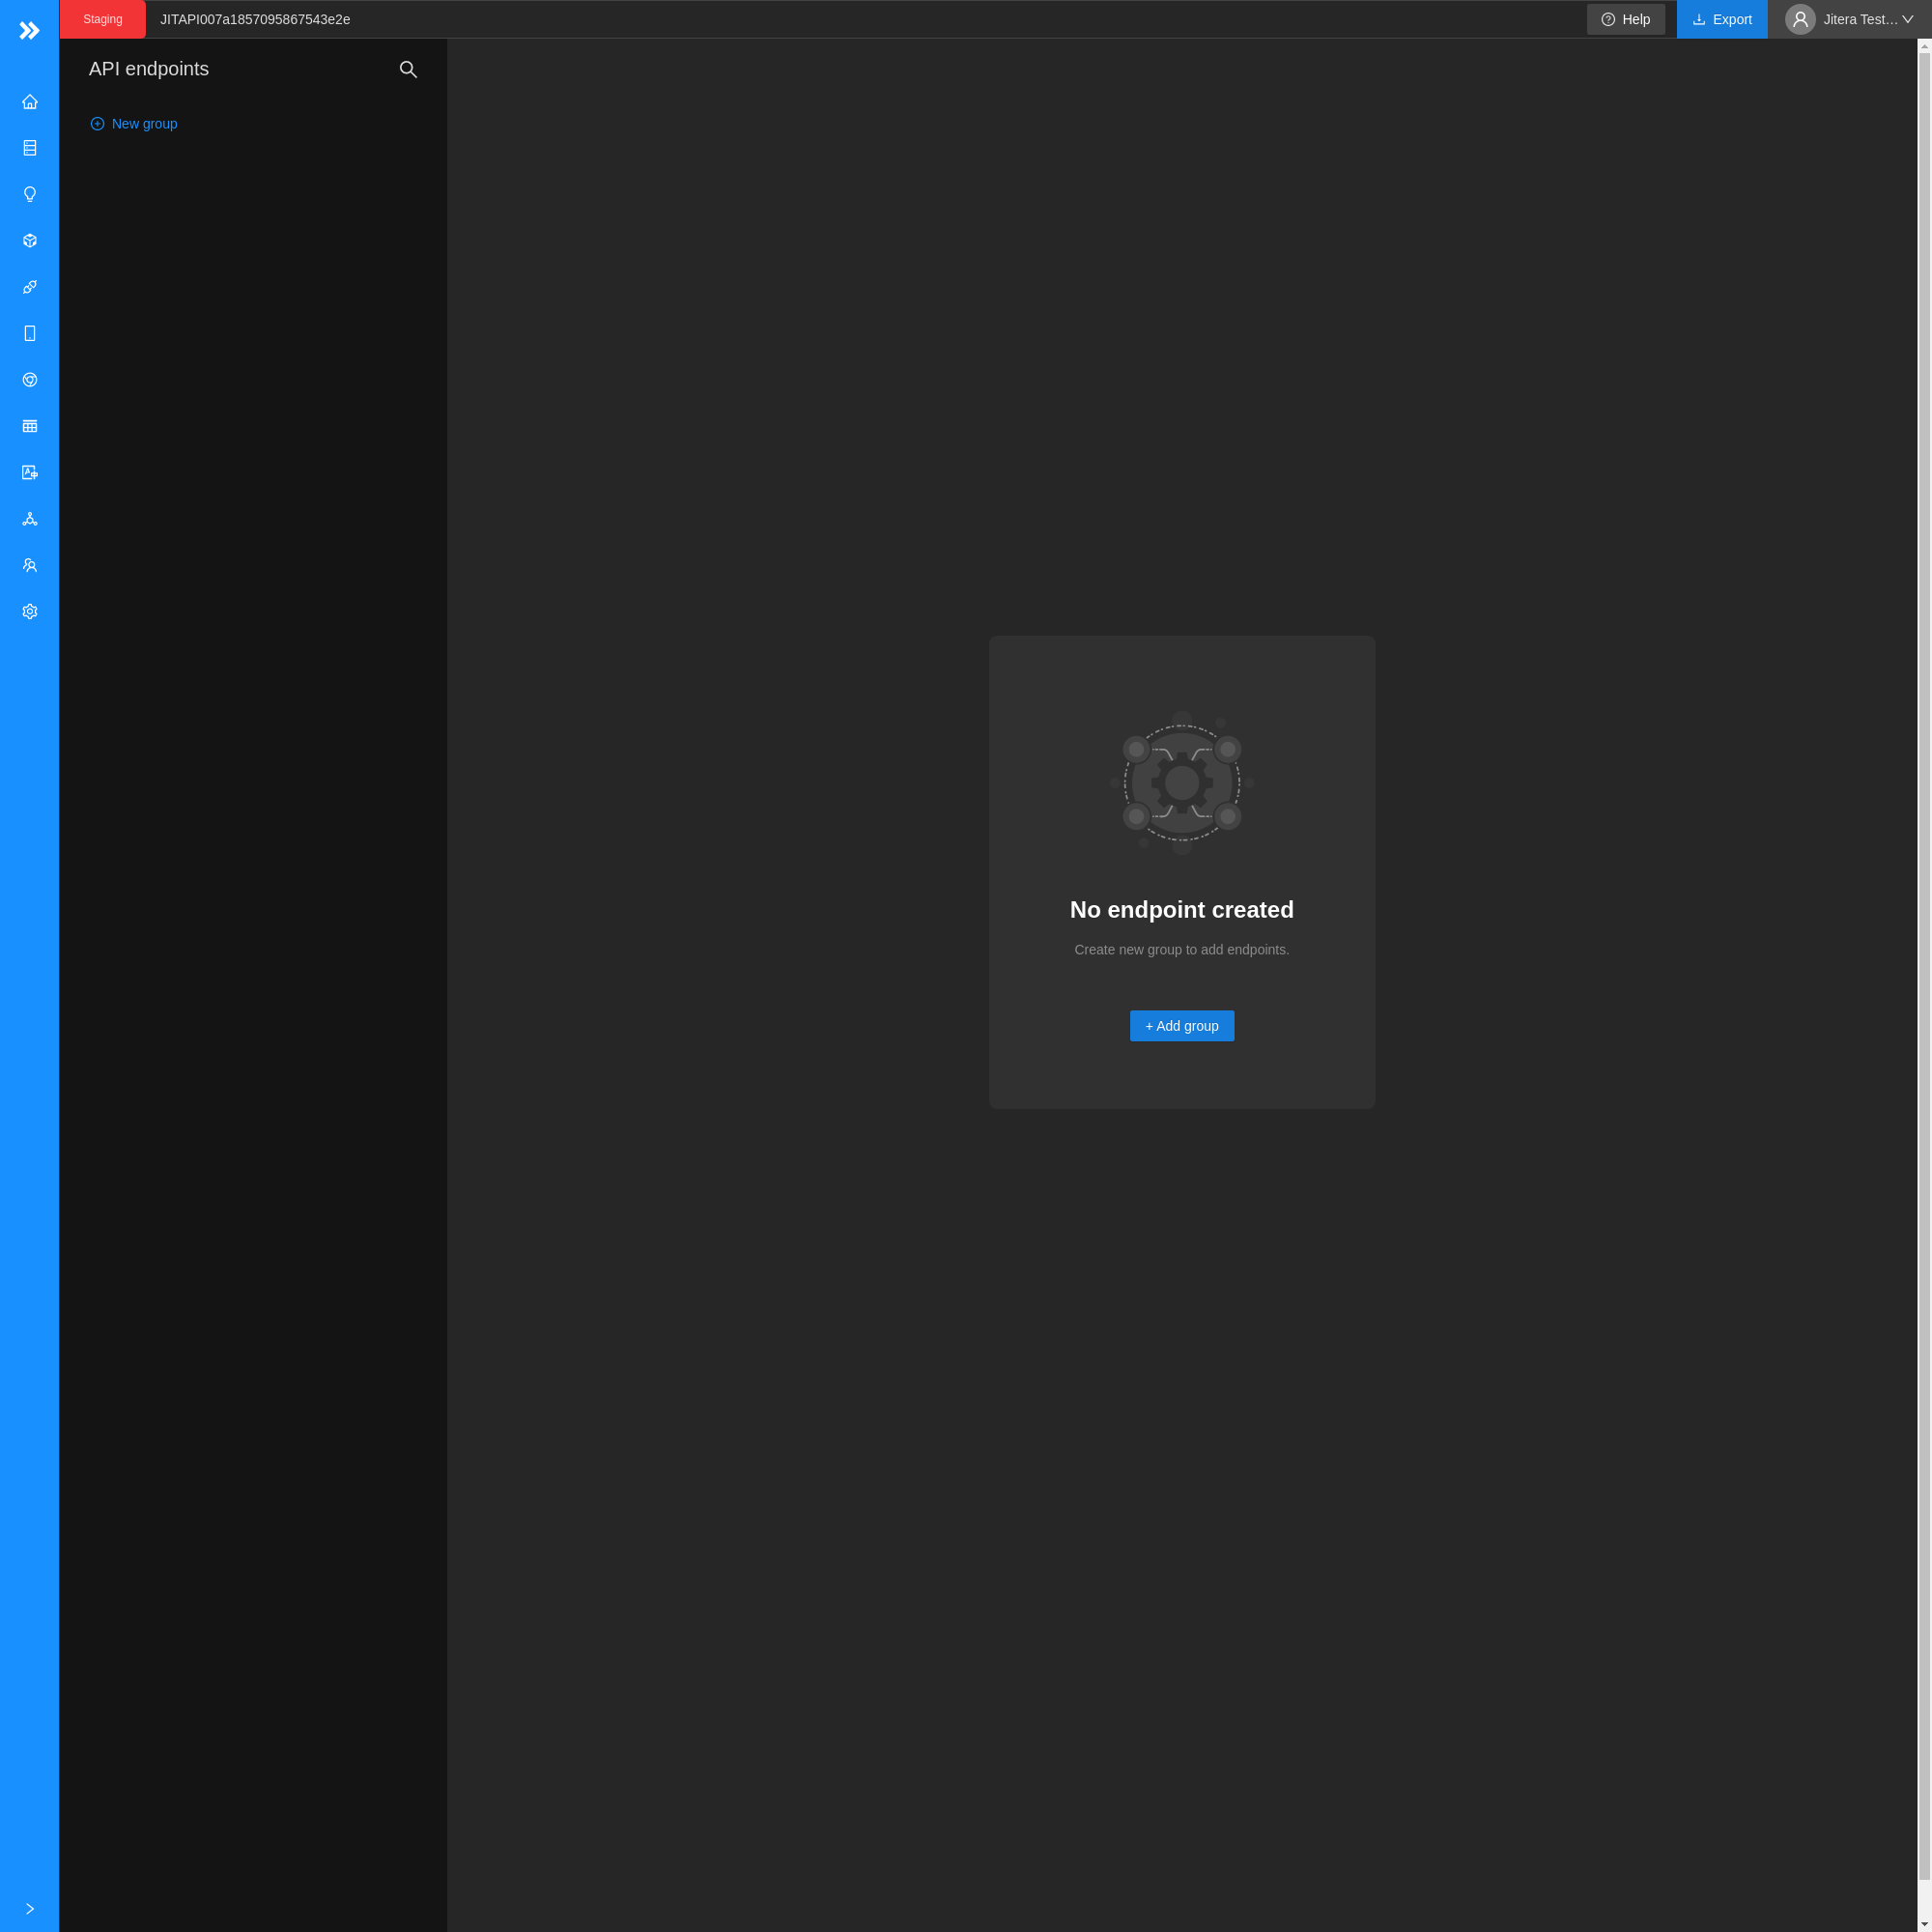 Staging
JITAPI007a1857095867543e2e
Help
Export
Jitera Test…
API endpoints
New group
No endpoint created
Create new group to add endpoints.
+ Add group